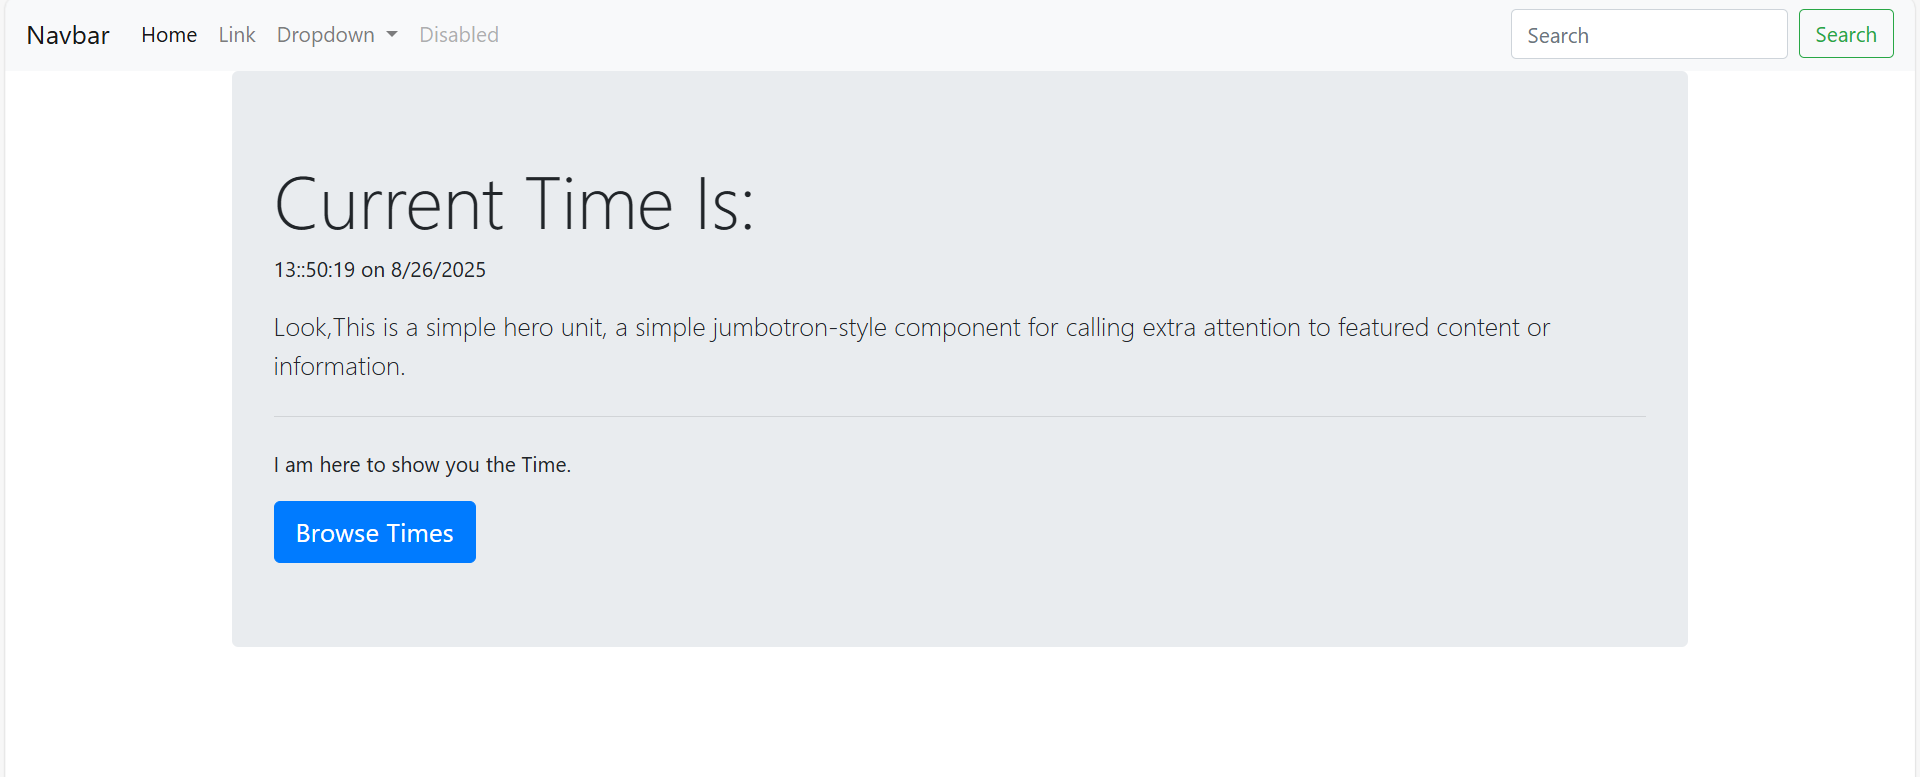 Navbar Home Link Dropdown Disabled Search Search
Current Time Is:
13::50:19 on 8/26/2025
Look,This is a simple hero unit, a simple jumbotron-style component for calling extra attention to featured content or
information.
I am here to show you the Time.
Browse Times